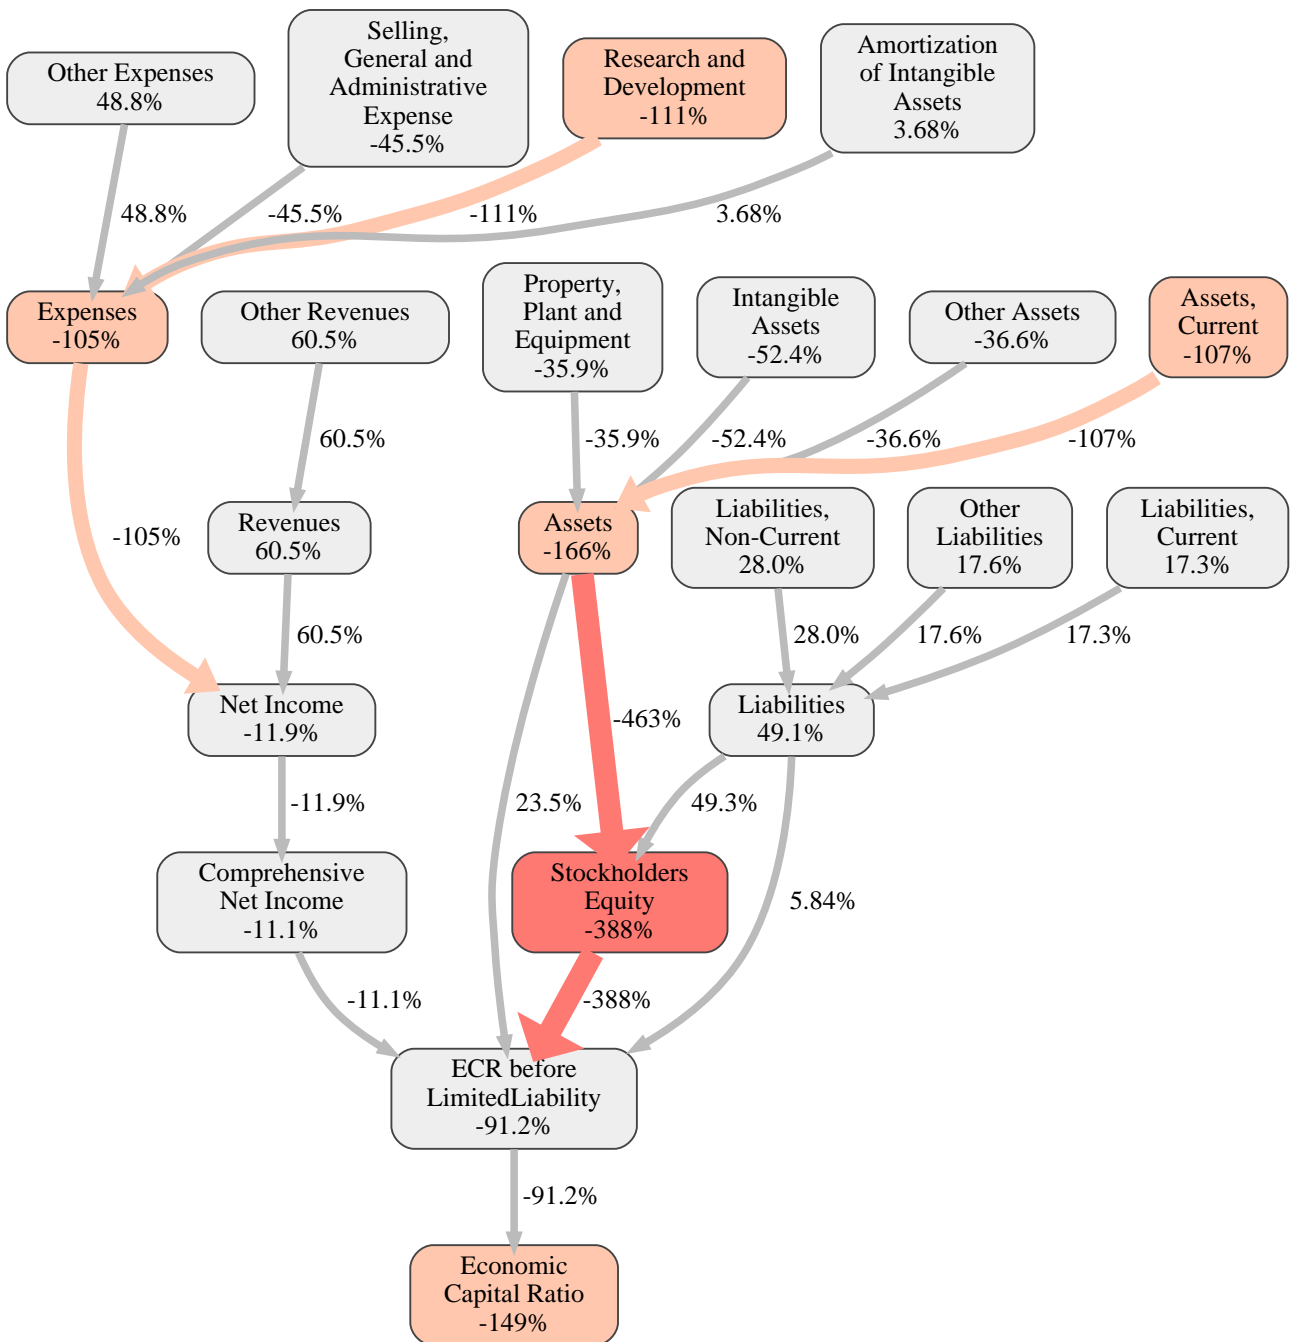 Other Expenses
48.8%
Selling,
General and
Administrative
Expense
-45.5%
Research and
Development
-111%
Amortization
of Intangible
Assets
3.68%
48.8%
-45.5%
-111%
3.68%
Expenses
-105%
Other Revenues
60.5%
Property,
Plant and
Equipment
-35.9%
Intangible
Assets
-52.4%
Other Assets
-36.6%
Assets,
Current
-107%
60.5%
-35.9%
-52.4%
-36.6%
-107%
-105%
Revenues
60.5%
Assets
-166%
Liabilities,
Non-Current
28.0%
Other
Liabilities
17.6%
Liabilities,
Current
17.3%
60.5%
28.0%
17.6%
17.3%
Net Income
-11.9%
-463%
Liabilities
49.1%
-11.9%
23.5%
49.3%
5.84%
Comprehensive
Net Income
-11.1%
Stockholders
Equity
-388%
-11.1%
-388%
ECR before
LimitedLiability
-91.2%
-91.2%
Economic
Capital Ratio
-149%